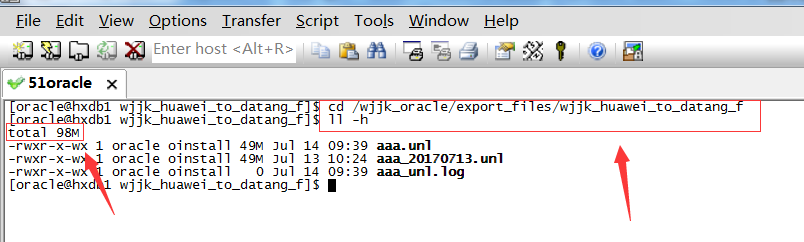 File Edit View Options Transfer Script Tools Window Help
Enter host <Alt+R>
51oracle
[oracle@hxdb1 wjjk_huawei_to_datang_f]$ cd /wjjk_oracle/export_files/wjjk_huawei_to_datang_f
[oracle@hxdb1 wjjk_huawei_to_datang_f]$ ll -h
total 98M
-rwxr-x-wx 1 oracle oinstall 49M Jul 14 09:39 aaa.unl
-rwxr-x-wx 1 oracle oinstall 49M Jul 13 10:24 aaa_20170713.unl
-rwxr-x-wx 1 oracle oinstall   0 Jul 14 09:39 aaa_unl.log
[oracle@hxdb1 wjjk_huawei_to_datang_f]$